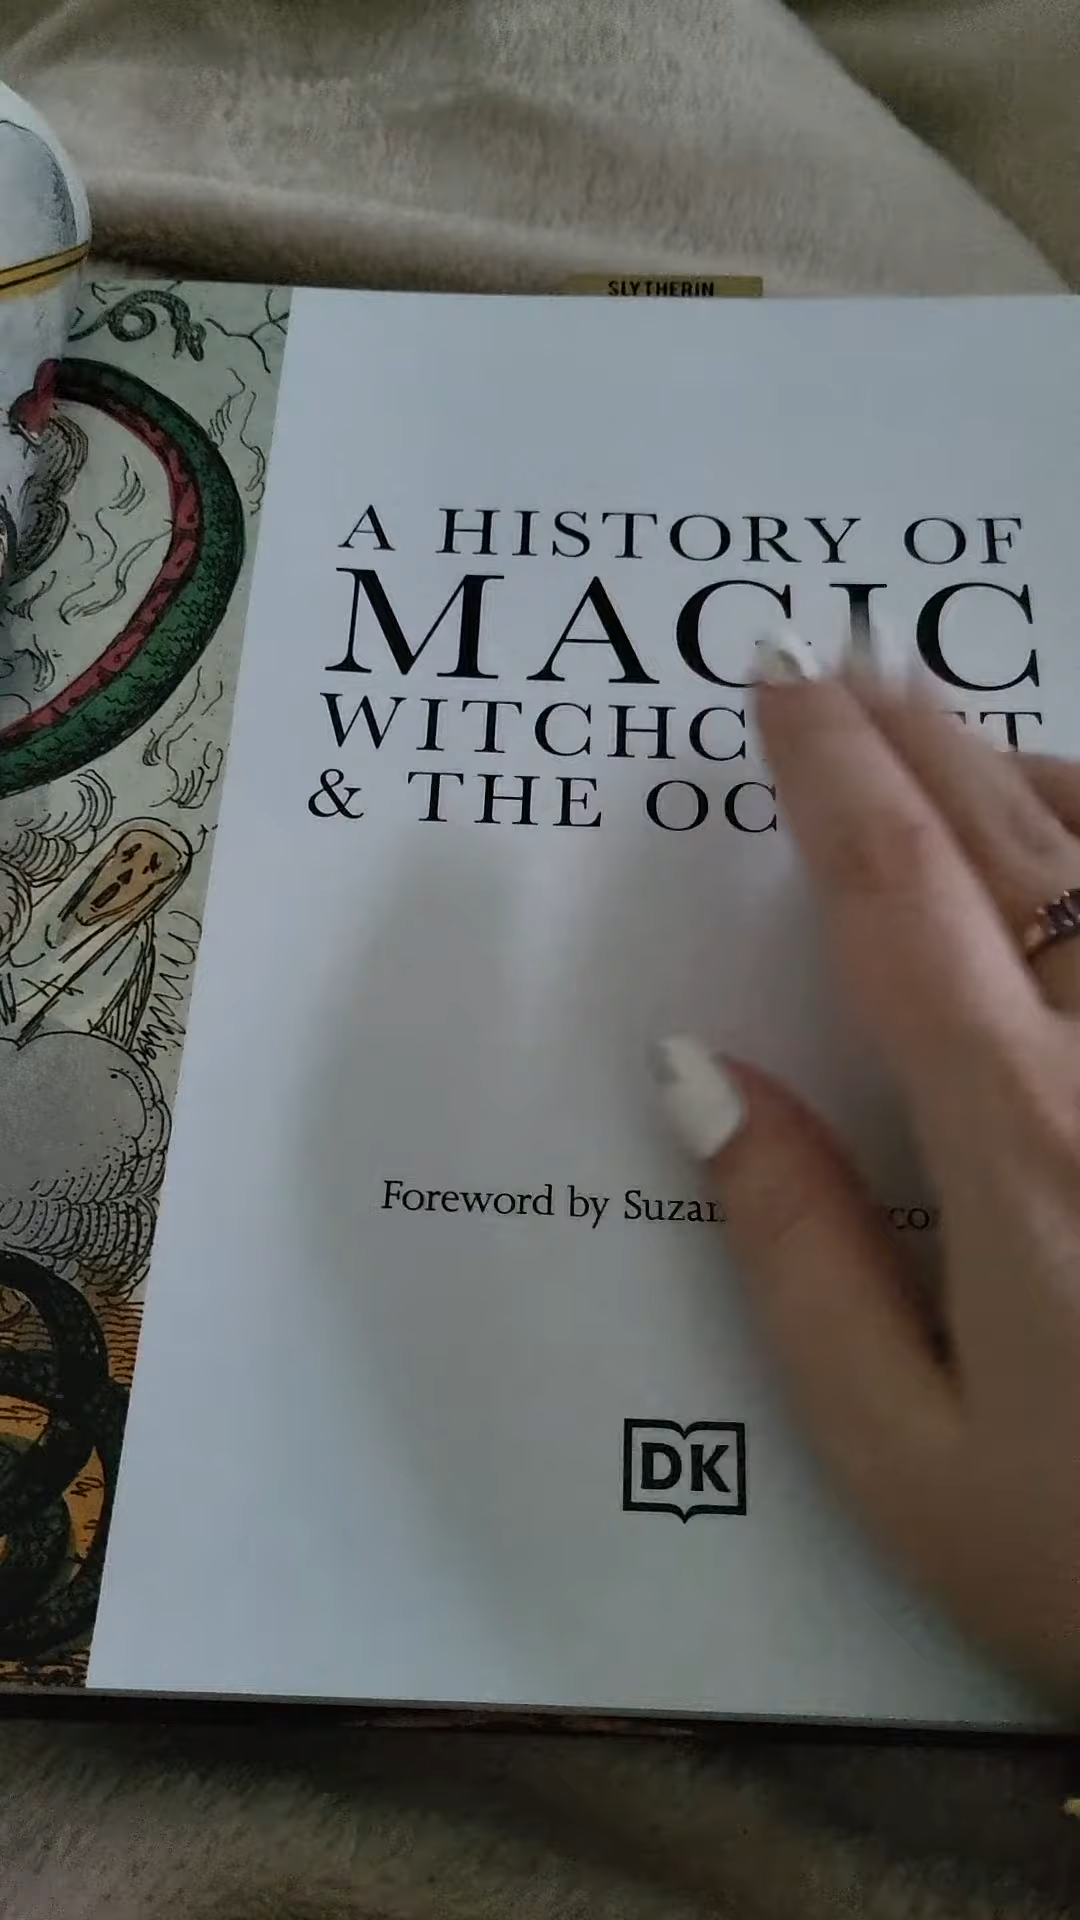 SLYTHERIN
A HISTORY OF
MAGIC
WITCHC
& THE OC
Foreword by
DK